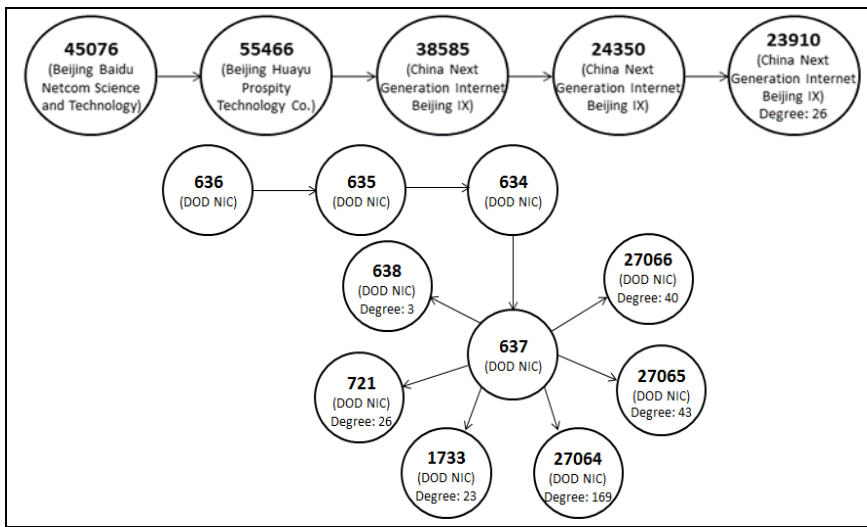 45076
(Beijing Baidu
Netcom Science
and Technology)
55466
(Beijing Huayu
Prospity
Technology Co.)
38585
(China Next
Generation Internet
Beijing IX)
24350
(China Next
Generation Internet
Beijing IX)
23910
(China Next
Generation Internet
Beijing IX)
Degree: 26
636
(DOD NIC)
635
(DOD NIC)
634
(DOD NIC)
638
(DOD NIC)
Degree: 3
27066
(DOD NIC)
Degree: 40
637
(DOD NIC)
721
(DOD NIC)
Degree: 26
27065
(DOD NIC)
Degree: 43
1733
(DOD NIC)
Degree: 23
27064
(DOD NIC)
Degree: 169